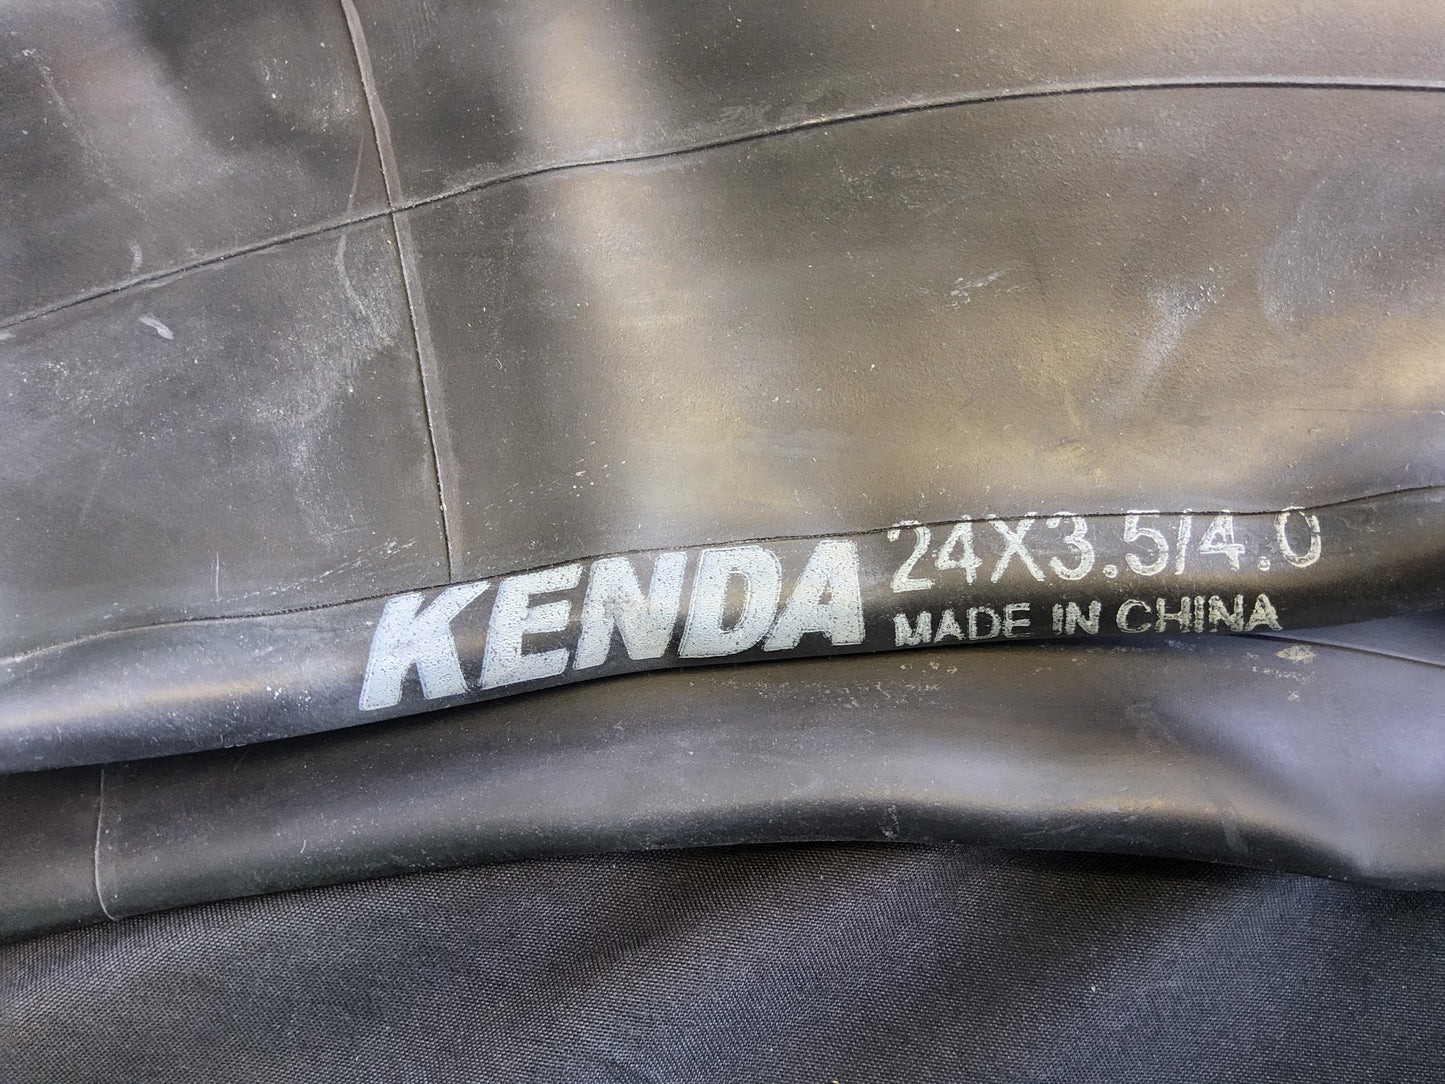 KENDA 24X3.5/4.0
MADE IN CHINA